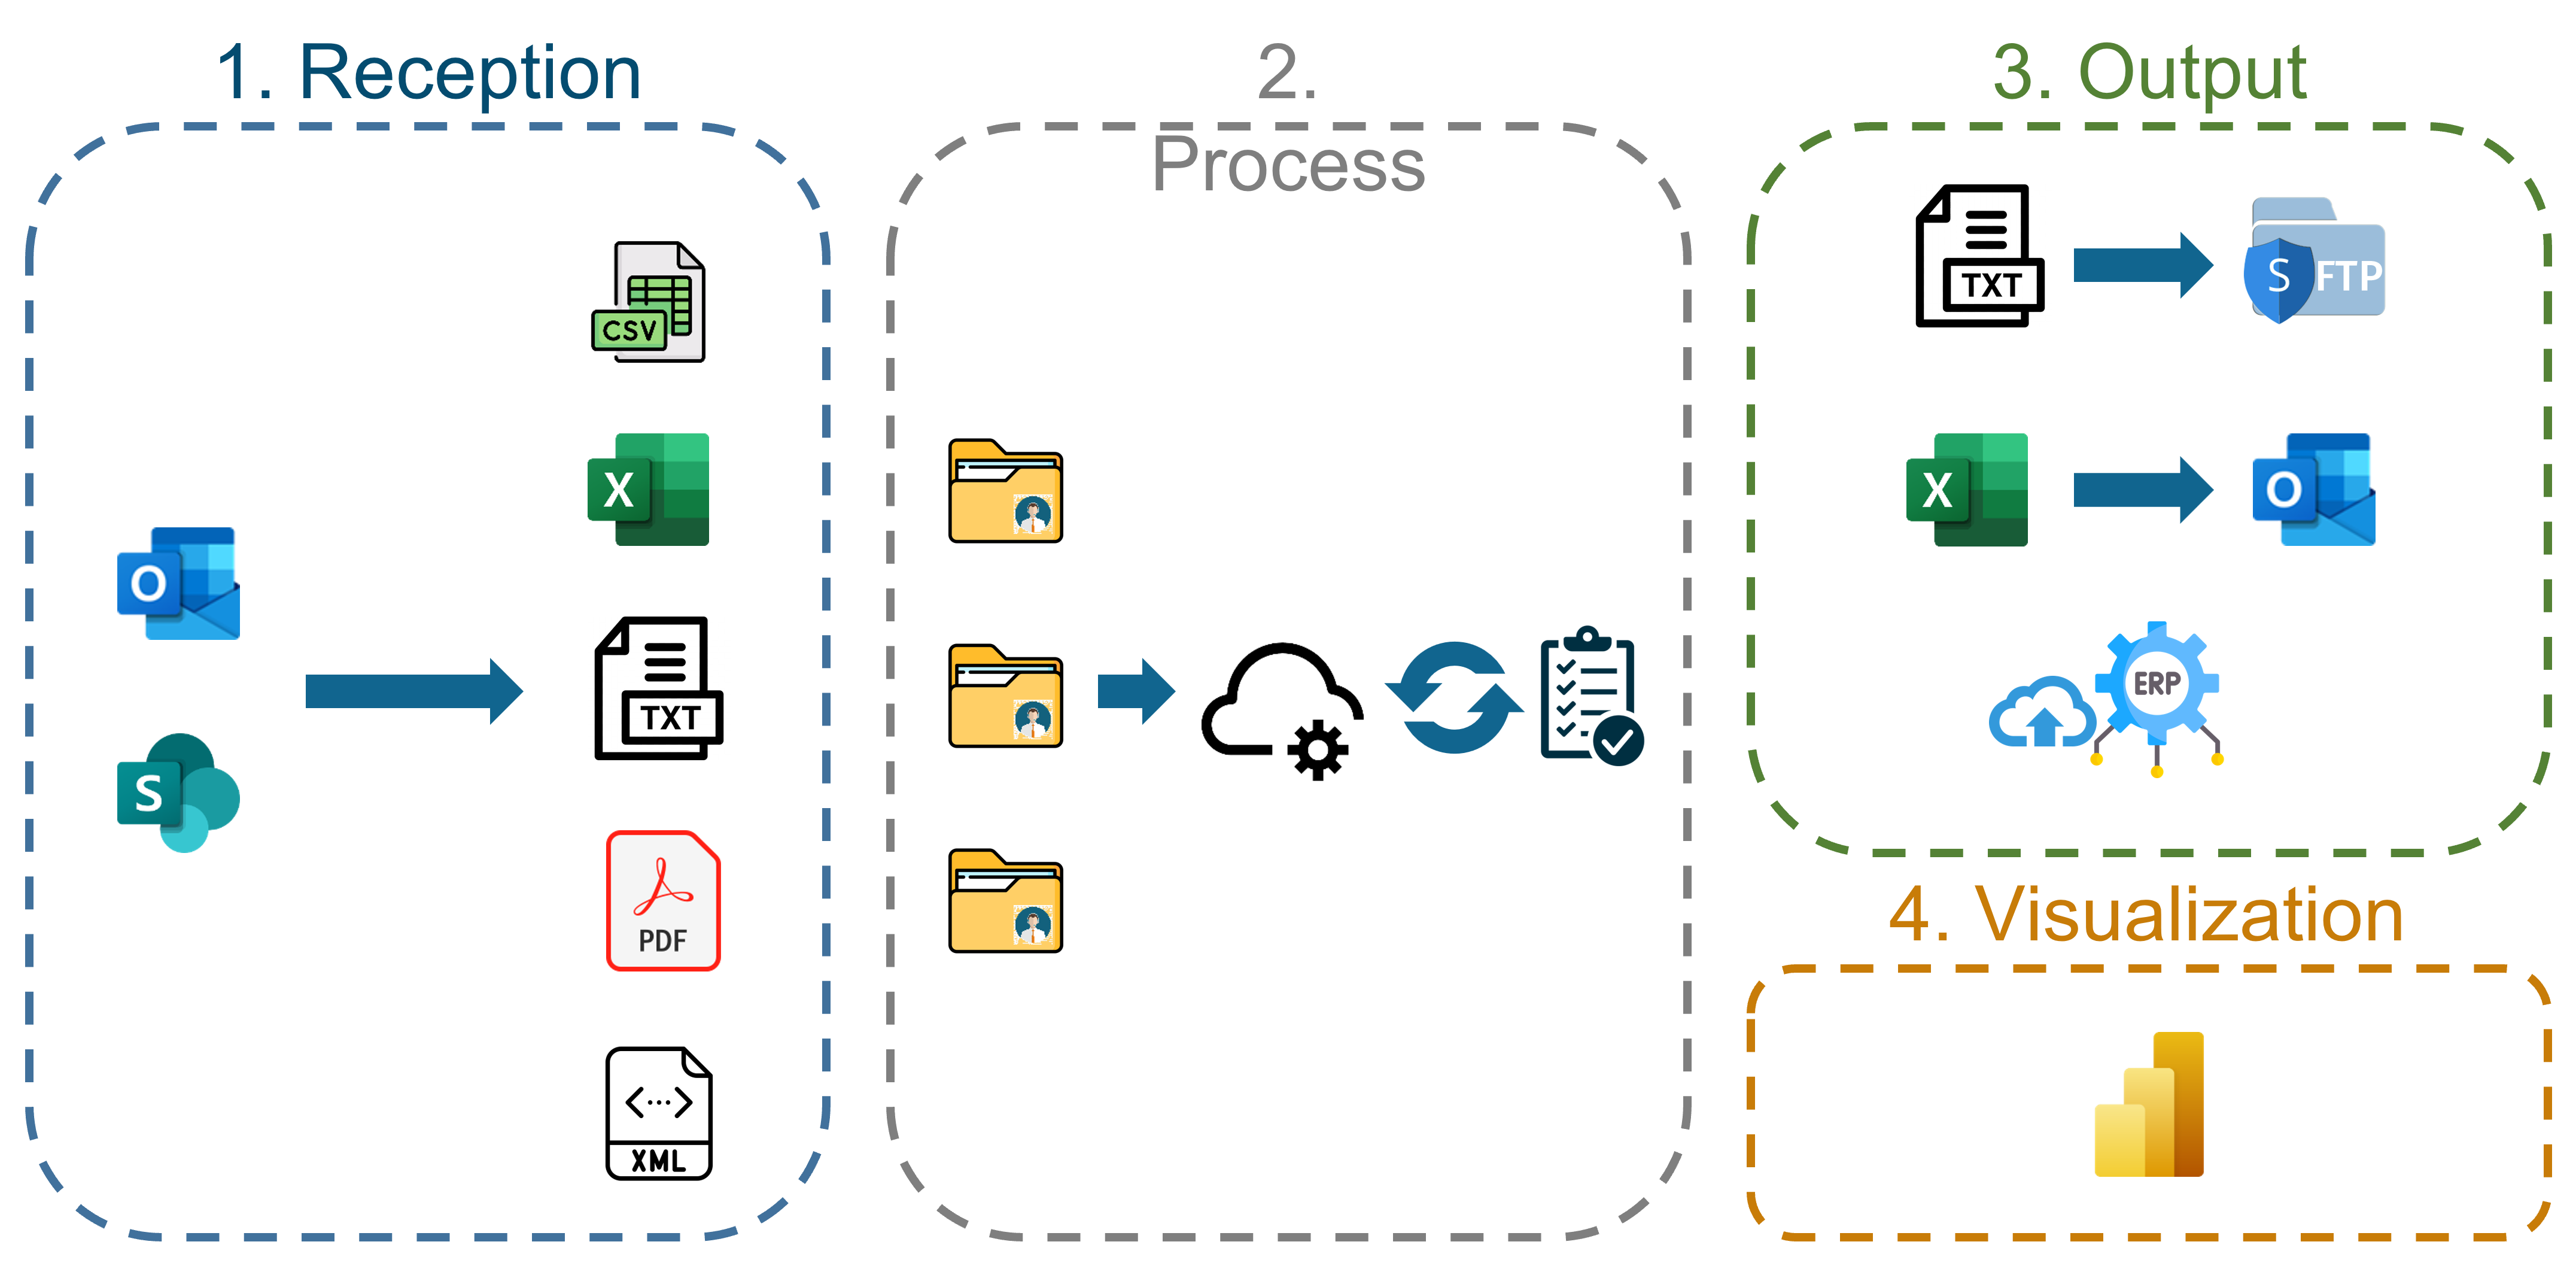 1. Reception
CSV
X
O
TXT
S
PDF
XML
2.
Process
3. Output
TXT
S FTP
X
O
ERP
4. Visualization